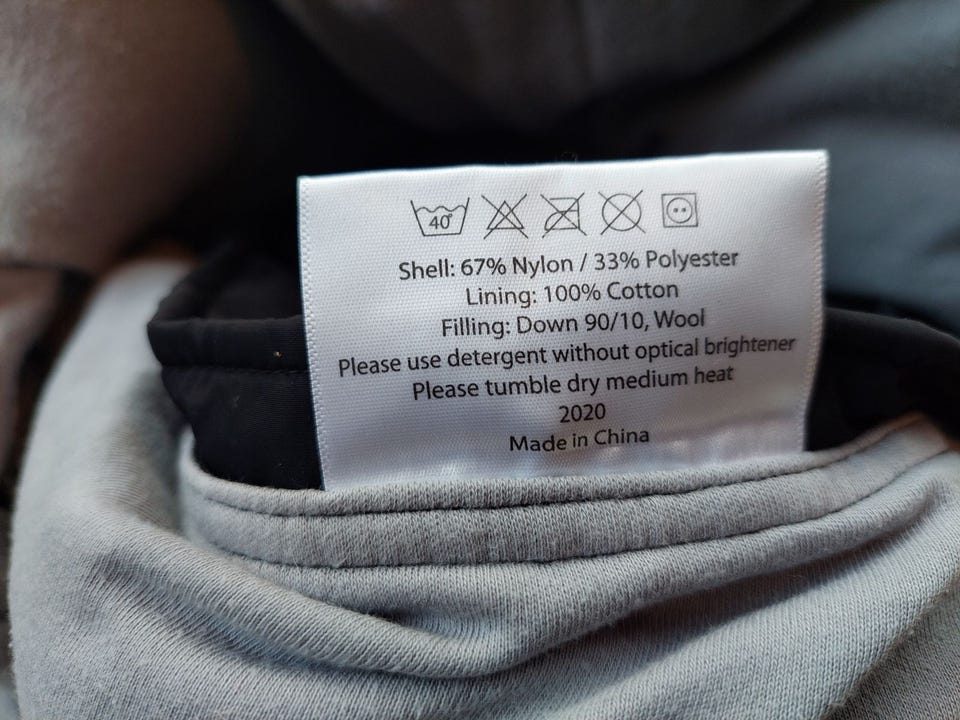 40°
Shell: 67% Nylon / 33% Polyester
Lining: 100% Cotton
Filling: Down 90/10, Wool
Please use detergent without optical brightener
Please tumble dry medium heat
2020
Made in China